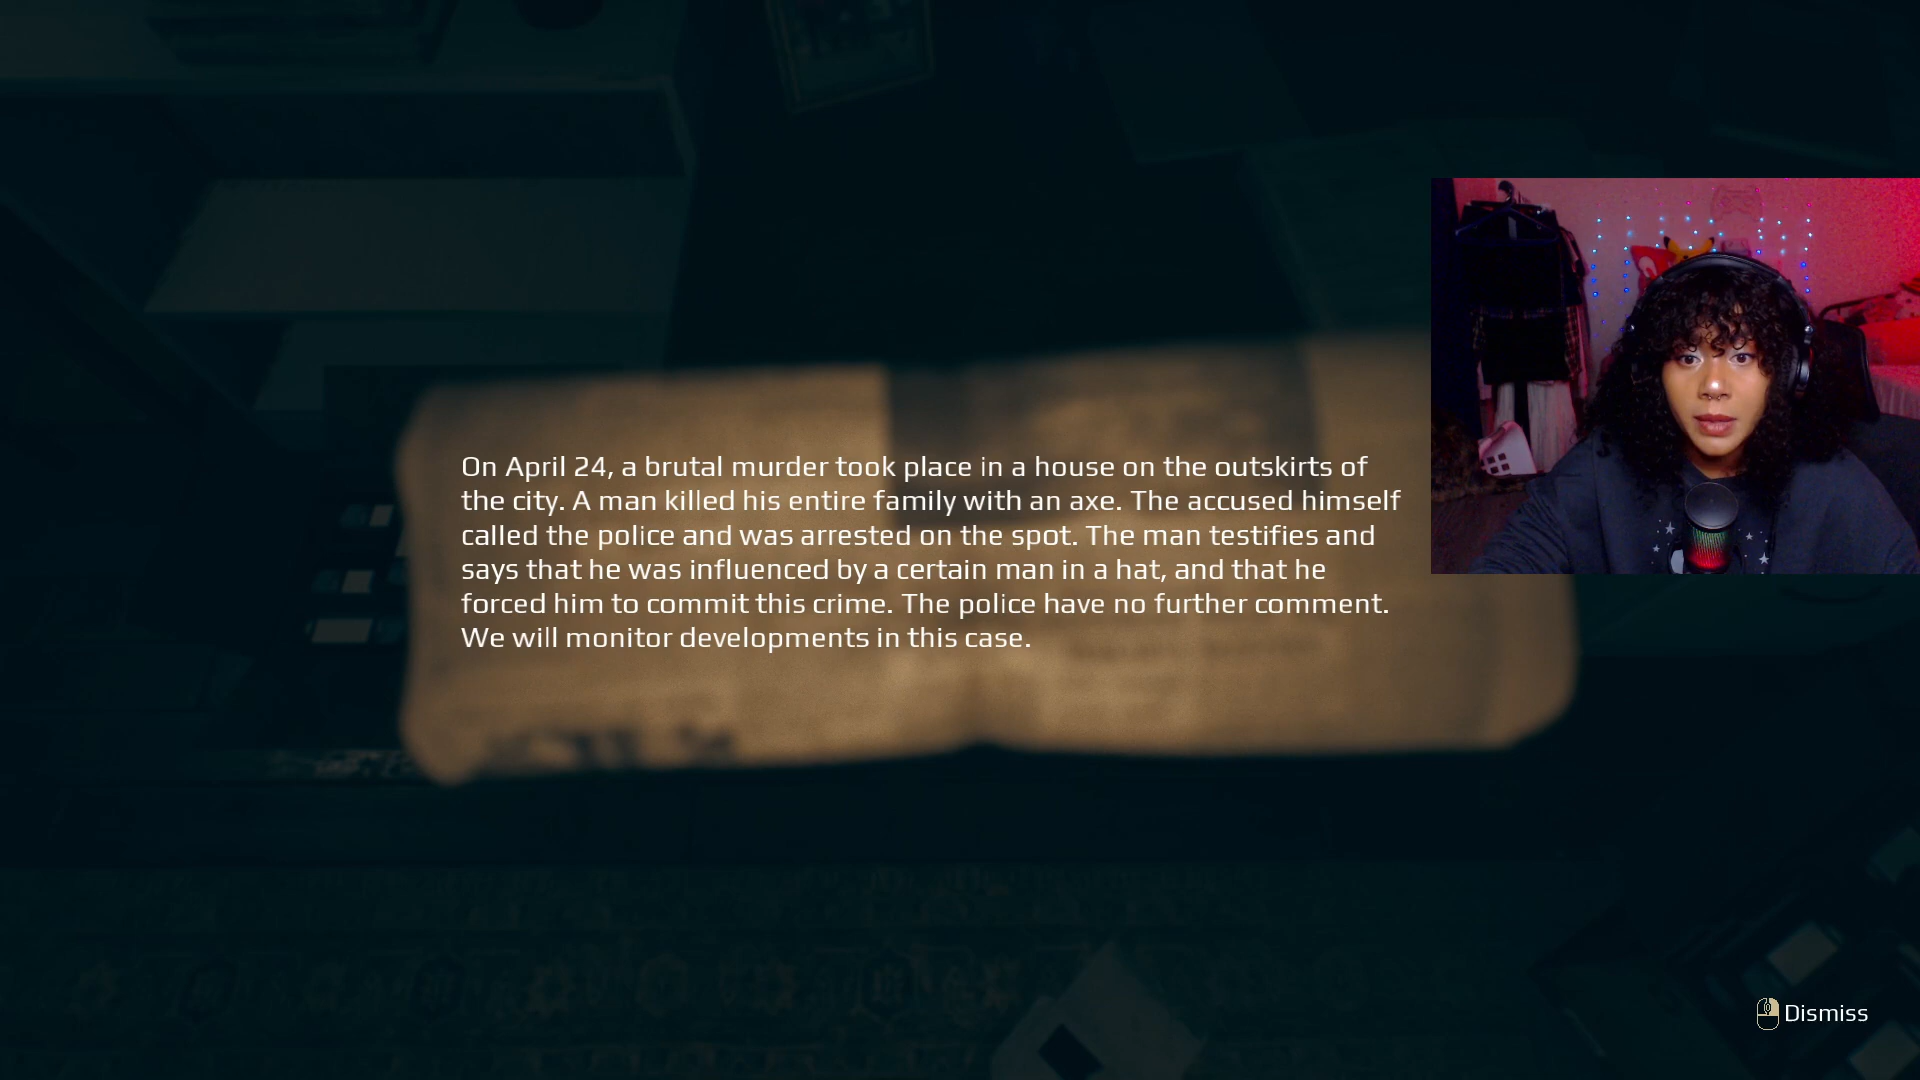 On April 24, a brutal murder took place in a house on the outskirts of
the city. A man killed his entire family with an axe. The accused himself
called the police and was arrested on the spot. The man testifies and
says that he was influenced by a certain man in a hat, and that he
forced him to commit this crime. The police have no further comment.
We will monitor developments in this case.
Dismiss